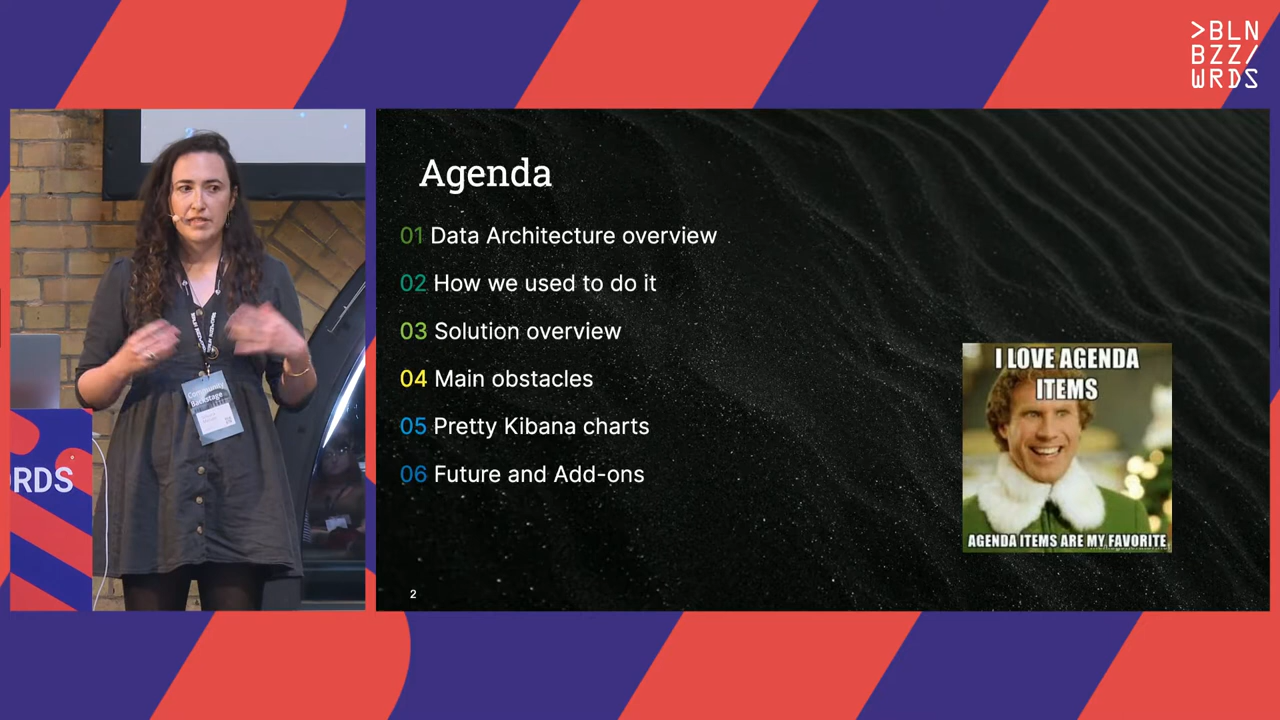 >BLN
BZZ/
WRDS
Agenda
01 Data Architecture overview
02 How we used to do it
03 Solution overview
04 Main obstacles
05 Pretty Kibana charts
06 Future and Add-ons
I LOVE AGENDA
ITEMS
AGENDA ITEMS ARE MY FAVORITE
2
Community
Backstage
RDS